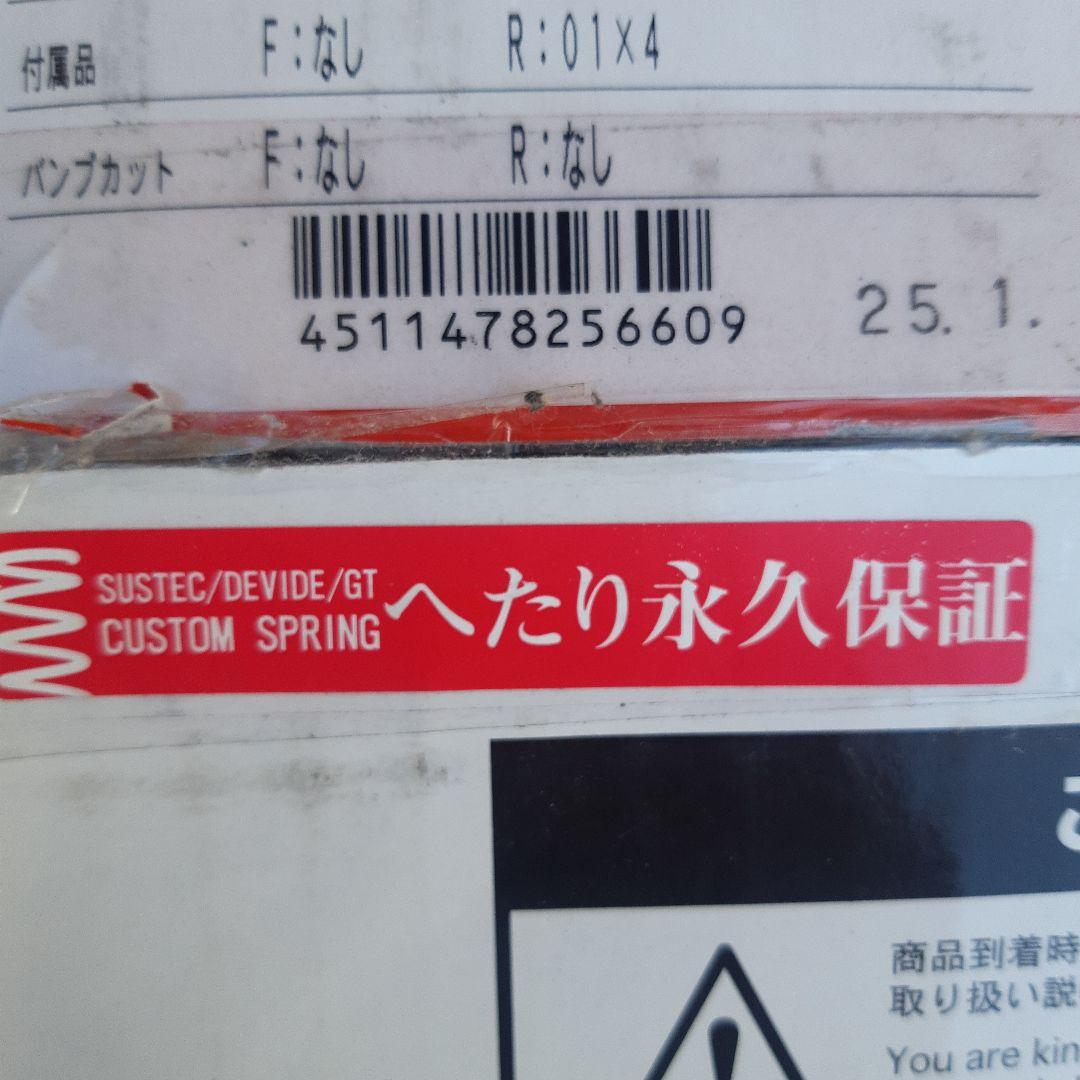 付属品 F:なし R:01×4
バンプカット F:なし R:なし
4511478256609 25.1.
SUSTEC/DEVIDE/GT
CUSTOM SPRING へたり永久保証
商品到着時
取り扱い説
You are kin